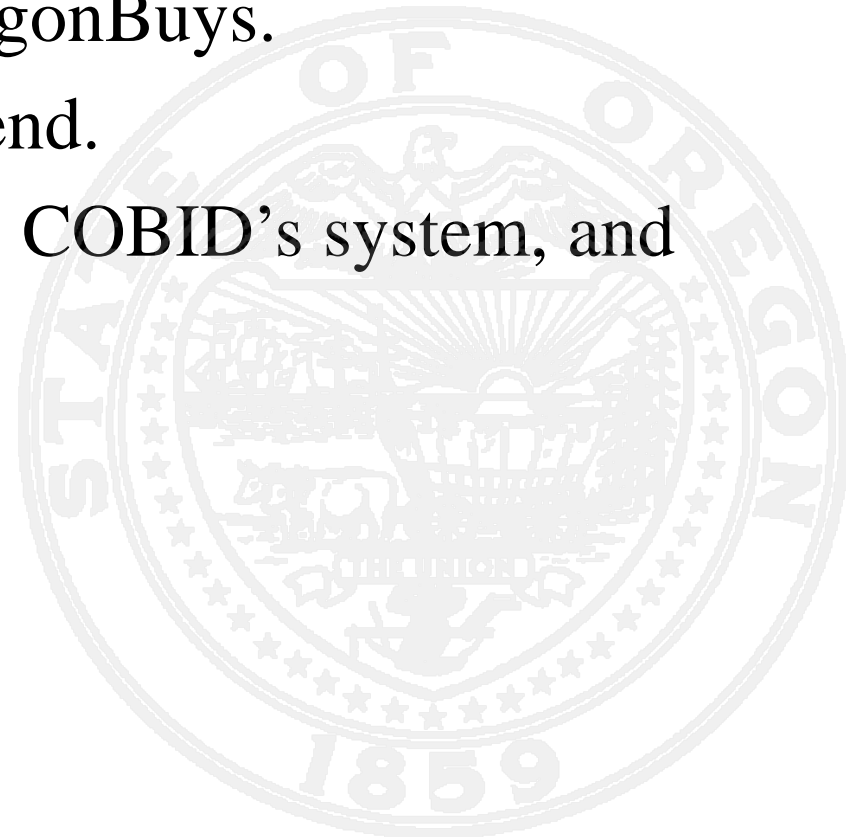 gonBuys.
end.
COBID’s system, and
STATE OF OREGON
THE UNION
1859